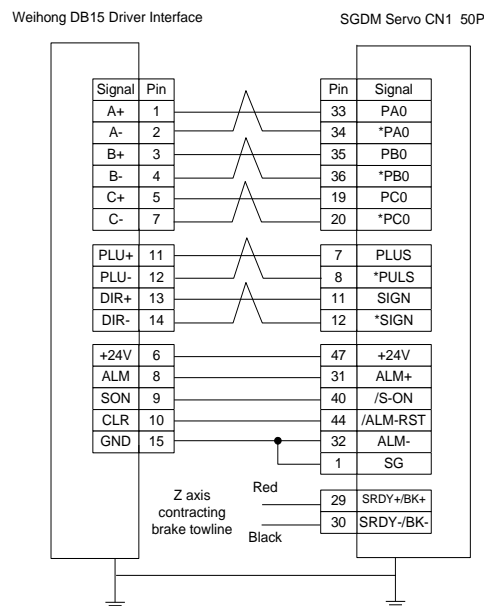 Weihong DB15 Driver Interface SGDM Servo CN1 50P
Signal Pin Pin Signal
A+ 1 33 PA0
A- 2 34 *PA0
B+ 3 35 PB0
B- 4 36 *PB0
C+ 5 19 PC0
C- 7 20 *PC0
PLU+ 11 7 PLUS
PLU- 12 8 *PULS
DIR+ 13 11 SIGN
DIR- 14 12 *SIGN
+24V 6 47 +24V
ALM 8 31 ALM+
SON 9 40 /S-ON
CLR 10 44 /ALM-RST
GND 15 32 ALM-
1 SG
Z axis
contracting
brake towline
Red
Black
29 SRDY+/BK+
30 SRDY-/BK-